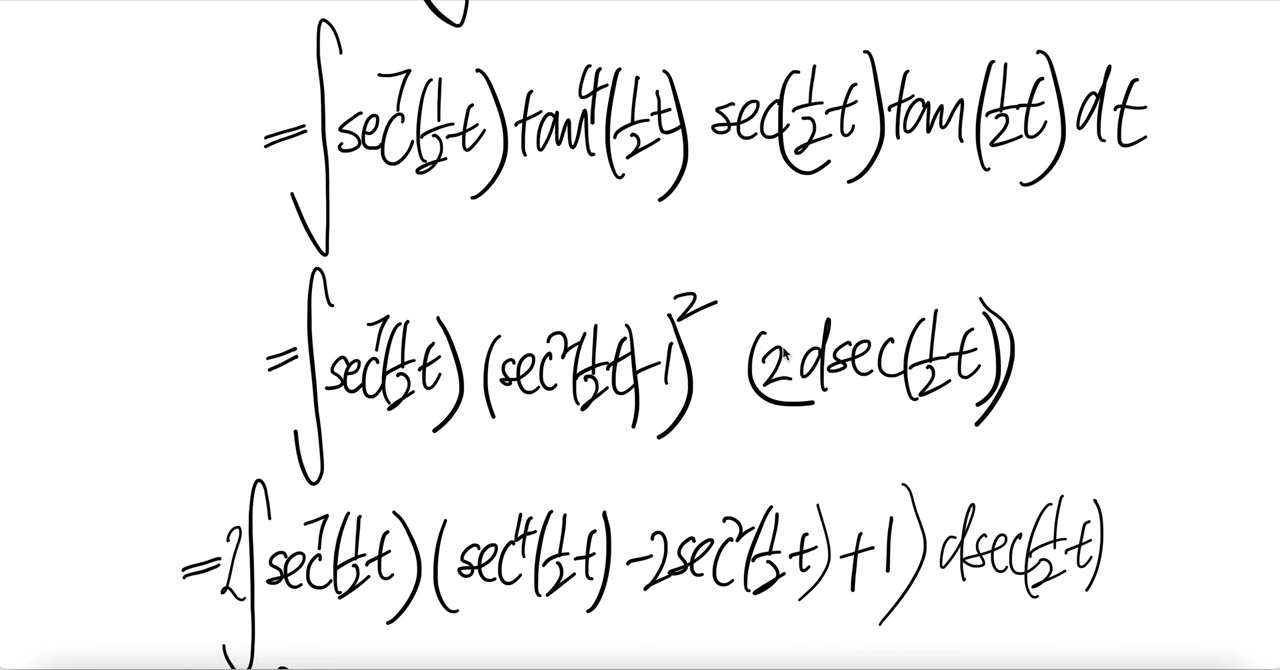 = ∫ sec⁷(½t) tan⁴(½t) sec(½t) tan(½t) dt
= ∫ sec⁷(½t) (sec²(½t) - 1)² (2 dsec(½t))
= 2 ∫ sec⁷(½t) (sec⁴(½t) - 2sec²(½t) + 1) dsec(½t)